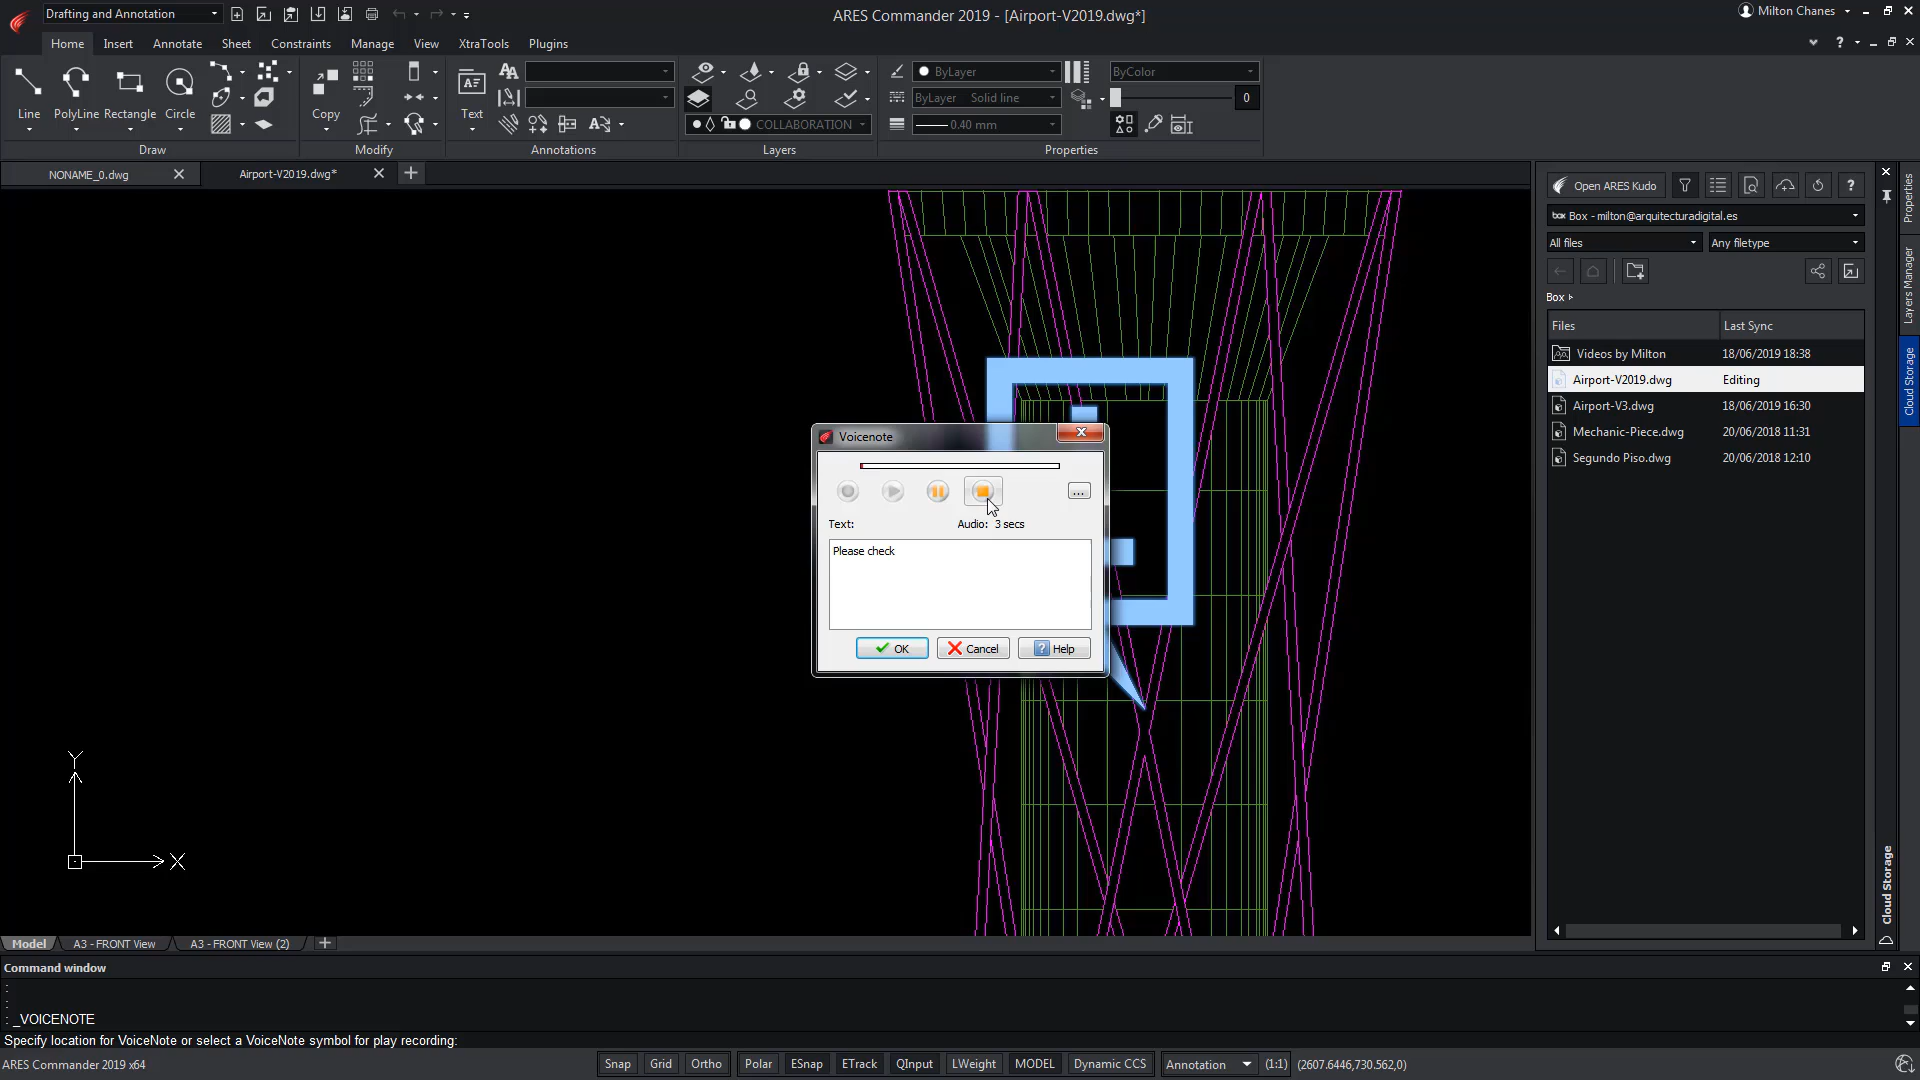 Drafting and Annotation
ARES Commander 2019 - [Airport-V2019.dwg*]
Milton Chanes
Home Insert Annotate Sheet Constraints Manage View XtraTools Plugins
ByLayer ByColor
ByLayer Solid line 0
Line PolyLine Rectangle Circle Copy Text
COLLABORATION 0.40 mm
Draw Modify Annotations Layers Properties
NONAME_0.dwg Airport-V2019.dwg*
Open ARES Kudo
box Box - milton@arquitecturadigital.es
All files Any filetype
Box
Files Last Sync
Videos by Milton 18/06/2019 18:38
Airport-V2019.dwg Editing
Airport-V3.dwg 18/06/2019 16:30
Mechanic-Piece.dwg 20/06/2018 11:31
Segundo Piso.dwg 20/06/2018 12:10
Properties
Layers Manager
Cloud Storage
Cloud Storage
Voicenote
...
Text: Audio: 3 secs
Please check
OK Cancel Help
Y
X
Model A3 - FRONT View A3 - FRONT View (2)
Command window
:
:
: _VOICENOTE
Specify location for VoiceNote or select a VoiceNote symbol for play recording:
ARES Commander 2019 x64 Snap Grid Ortho Polar ESnap ETrack QInput LWeight MODEL Dynamic CCS Annotation (1:1) (2607.6446,730.562,0)